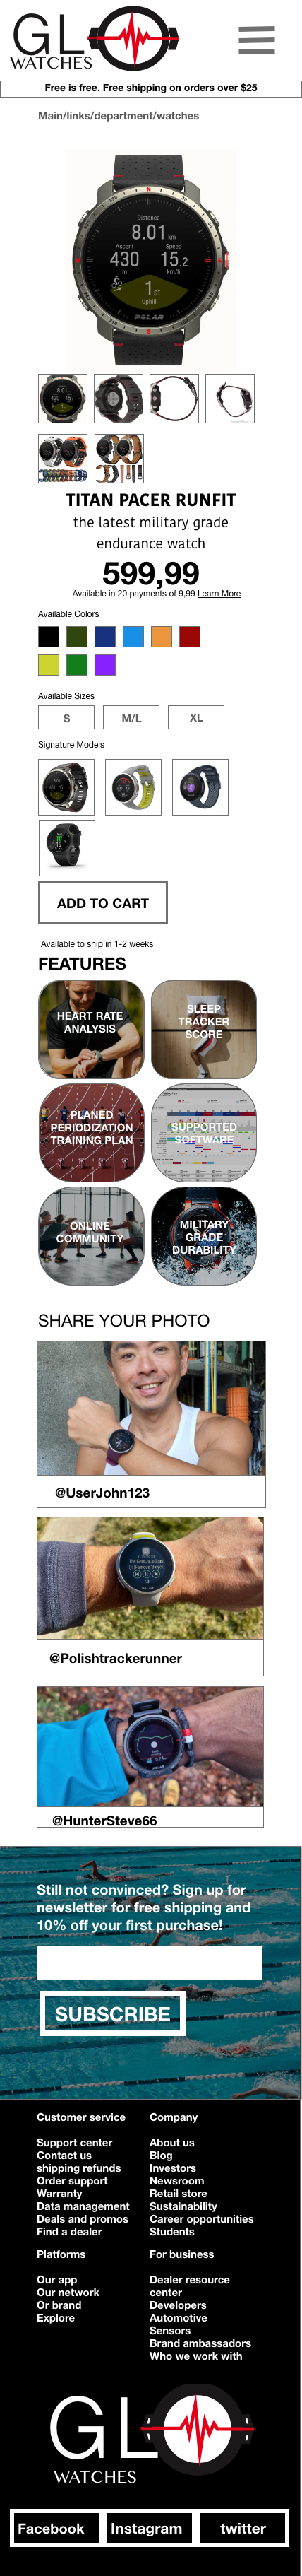 GL
WATCHES
Free is free. Free shipping on orders over $25
Main/links/department/watches
Distance
8.01 km
Ascent
Speed
430
15.2
m
km/h
1st
Uphill
POLAR
TITAN PACER RUNFIT
the latest military grade
endurance watch
599,99
Available in 20 payments of 9,99 Learn More
Available Colors
Available Sizes
S
M/L
XL
Signature Models
ADD TO CART
Available to ship in 1-2 weeks
FEATURES
HEART RATE
ANALYSIS
SLEEP
TRACKER
SCORE
PLANED
PERIODIZATION
TRAINING PLAN
SUPPORTED
SOFTWARE
ONLINE
COMMUNITY
MILITARY
GRADE
DURABILITY
SHARE YOUR PHOTO
@UserJohn123
@Polishtrackerunner
@HunterSteve66
Still not convinced? Sign up for
newsletter for free shipping and
10% off your first purchase!
SUBSCRIBE
Customer service
Support center
Contact us
shipping refunds
Order support
Warranty
Data management
Deals and promos
Find a dealer
Company
About us
Blog
Investors
Newsroom
Retail store
Sustainability
Career opportunities
Students
Platforms
Our app
Our network
Or brand
Explore
For business
Dealer resource
center
Developers
Automotive
Sensors
Brand ambassadors
Who we work with
GL
WATCHES
Facebook
Instagram
twitter